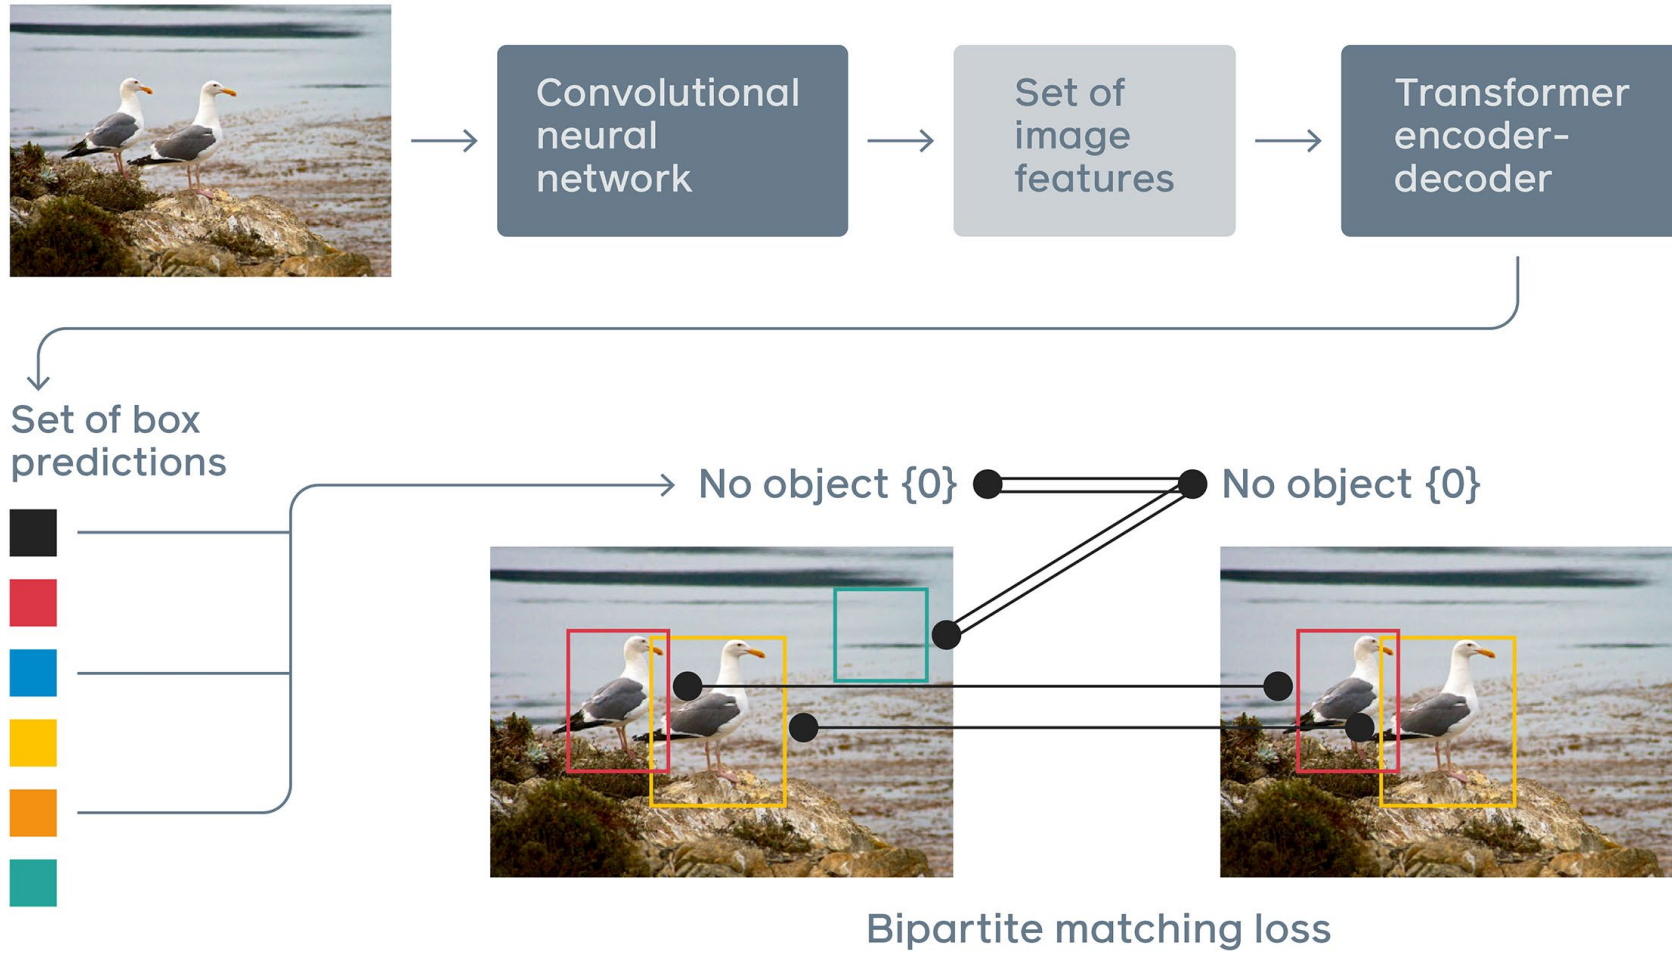 Convolutional
neural
network
Set of
image
features
Transformer
encoder-
decoder
Set of box
predictions
No object {0}
No object {0}
Bipartite matching loss